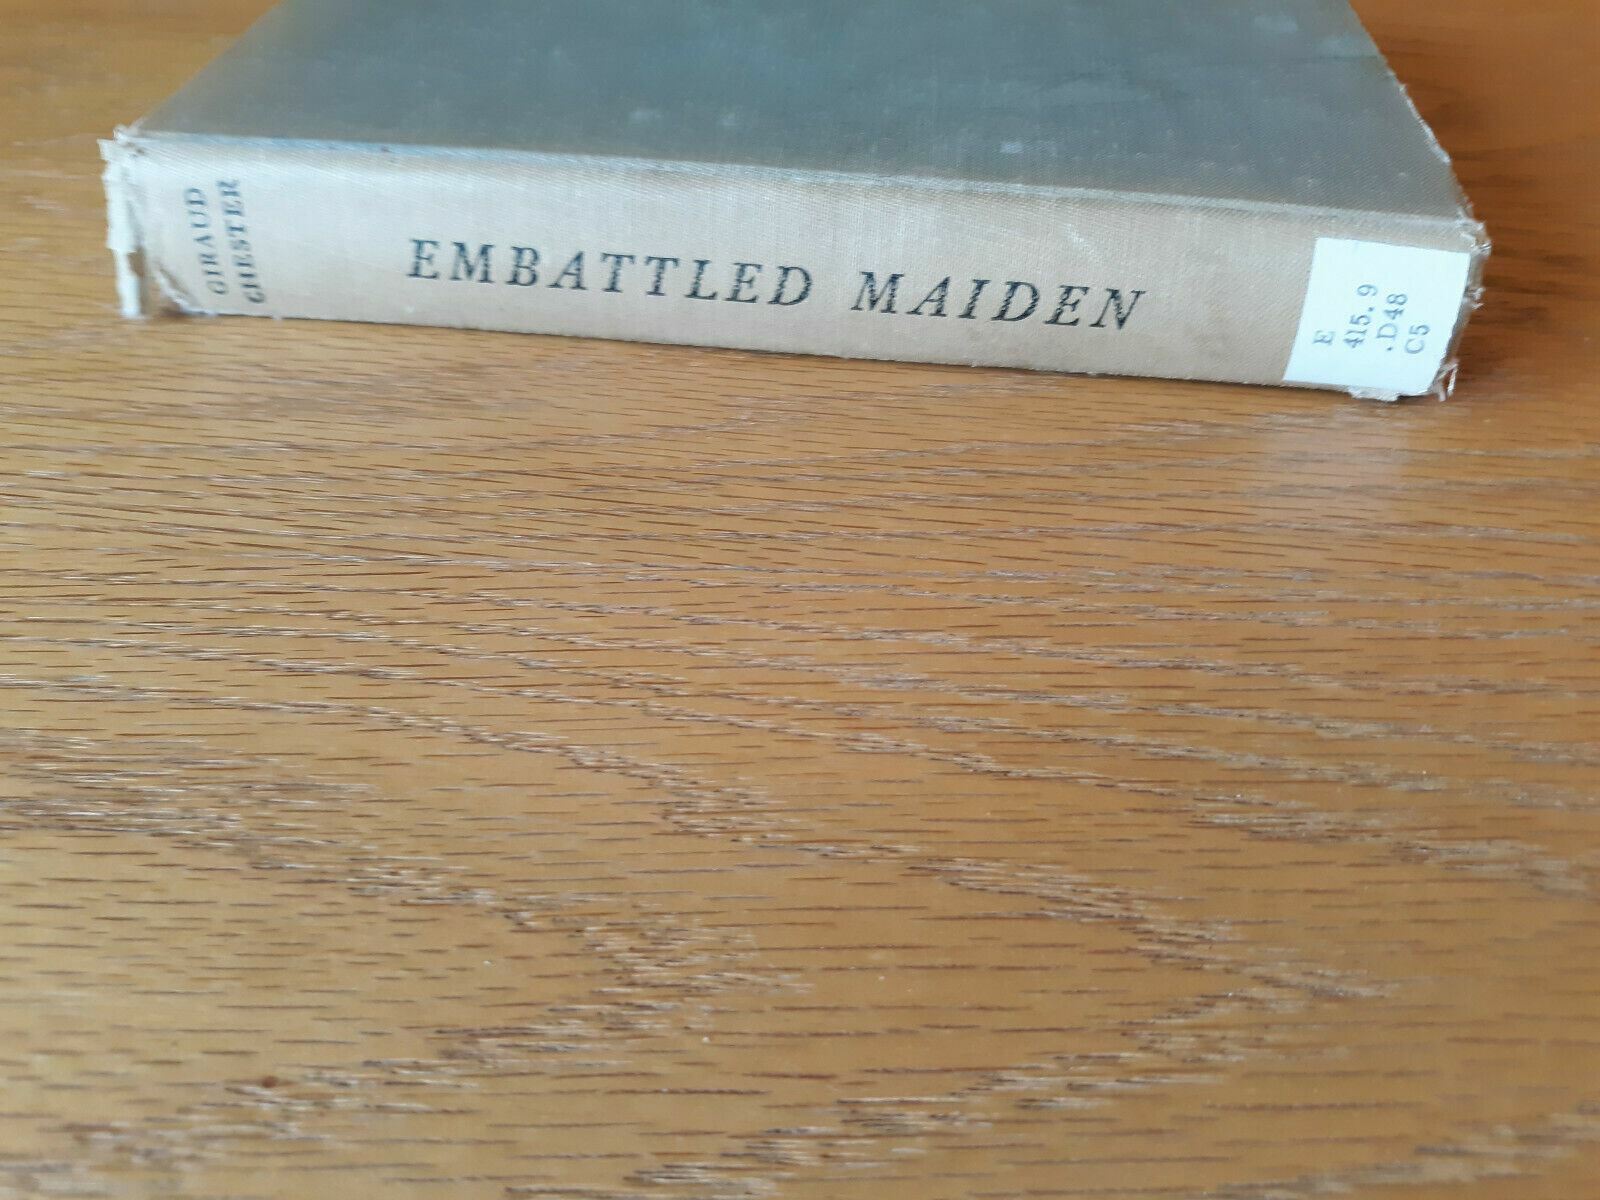 GIRAUD
CHESTER
EMBATTLED MAIDEN
E
415.9
.D48
C5